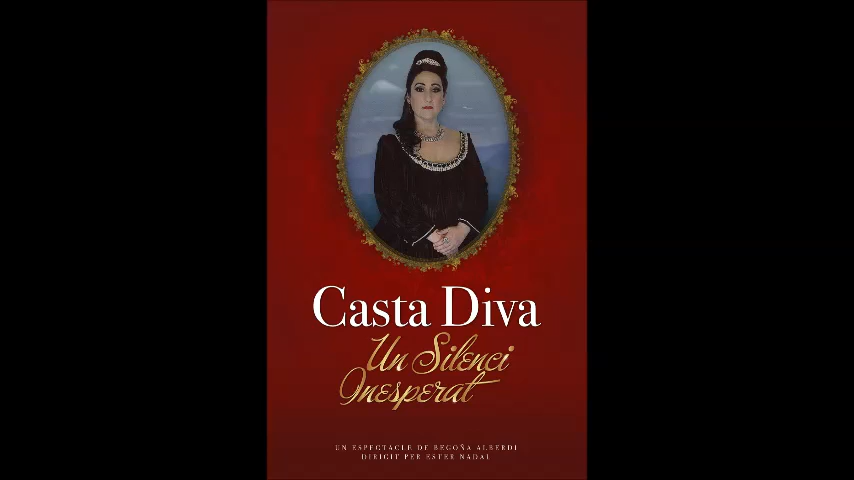 Casta Diva
Un Silenci
Inesperat
UN ESPECTACLE DE BEGOÑA ALBERDI
DIRIGIT PER ESTER NADAL